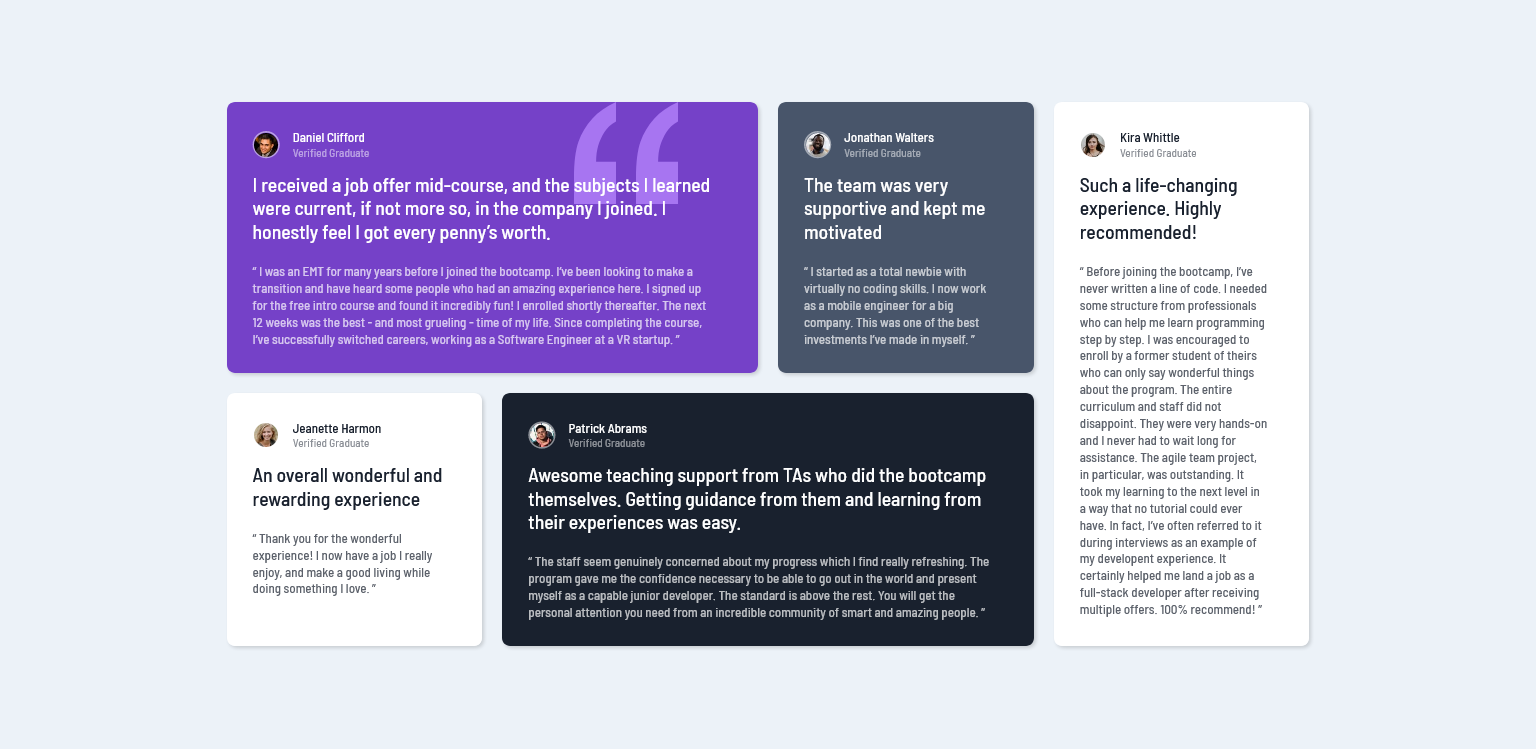 Daniel Clifford
Verified Graduate
I received a job offer mid-course, and the subjects I learned
were current, if not more so, in the company I joined. I
honestly feel I got every penny’s worth.
“ I was an EMT for many years before I joined the bootcamp. I’ve been looking to make a
transition and have heard some people who had an amazing experience here. I signed up
for the free intro course and found it incredibly fun! I enrolled shortly thereafter. The next
12 weeks was the best - and most grueling - time of my life. Since completing the course,
I’ve successfully switched careers, working as a Software Engineer at a VR startup. ”
Jonathan Walters
Verified Graduate
The team was very
supportive and kept me
motivated
“ I started as a total newbie with
virtually no coding skills. I now work
as a mobile engineer for a big
company. This was one of the best
investments I’ve made in myself. ”
Kira Whittle
Verified Graduate
Such a life-changing
experience. Highly
recommended!
“ Before joining the bootcamp, I’ve
never written a line of code. I needed
some structure from professionals
who can help me learn programming
step by step. I was encouraged to
enroll by a former student of theirs
who can only say wonderful things
about the program. The entire
curriculum and staff did not
disappoint. They were very hands-on
and I never had to wait long for
assistance. The agile team project,
in particular, was outstanding. It
took my learning to the next level in
a way that no tutorial could ever
have. In fact, I’ve often referred to it
during interviews as an example of
my developent experience. It
certainly helped me land a job as a
full-stack developer after receiving
multiple offers. 100% recommend! ”
Jeanette Harmon
Verified Graduate
An overall wonderful and
rewarding experience
“ Thank you for the wonderful
experience! I now have a job I really
enjoy, and make a good living while
doing something I love. ”
Patrick Abrams
Verified Graduate
Awesome teaching support from TAs who did the bootcamp
themselves. Getting guidance from them and learning from
their experiences was easy.
“ The staff seem genuinely concerned about my progress which I find really refreshing. The
program gave me the confidence necessary to be able to go out in the world and present
myself as a capable junior developer. The standard is above the rest. You will get the
personal attention you need from an incredible community of smart and amazing people. ”